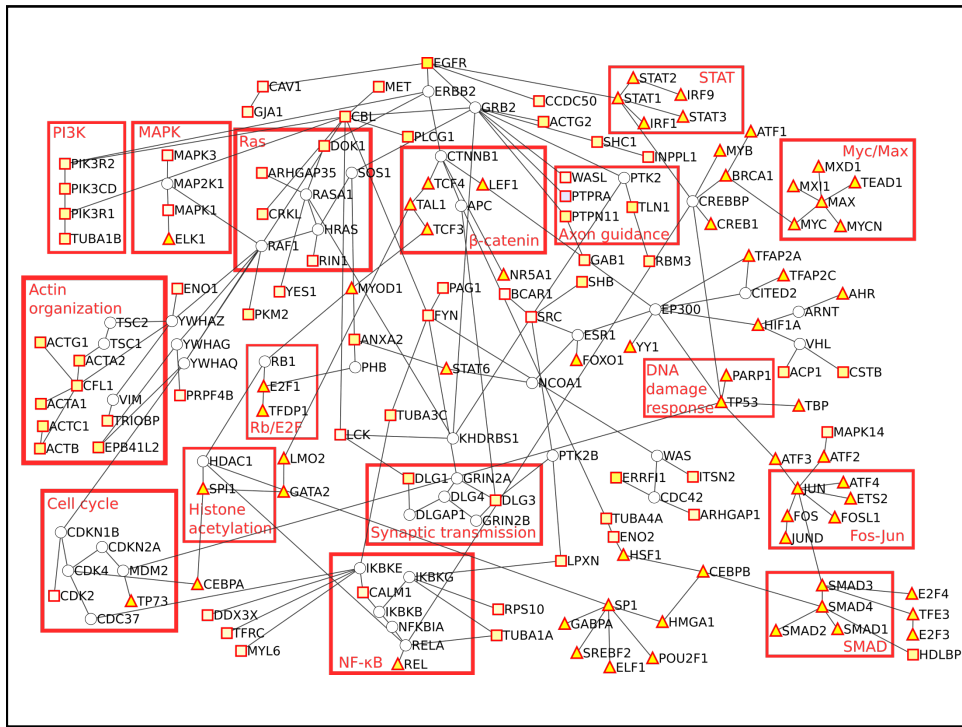 EGFR
STAT2 STAT
CAV1 MET ERBB2 STAT1 IRF9
GJA1 CBL GRB2 CCDC50 STAT3
ACTG2 IRF1
PI3K MAPK Ras PLCG1 SHC1 ATF1
MYB Myc/Max
PIK3R2 MAPK3 DOK1 CTNNB1 INPPL1
ARHGAP35 SOS1 WASL PTK2 BRCA1 MXD1
PIK3CD MAP2K1 RASA1 TCF4 LEF1 PTPRA MXI1 TEAD1
PIK3R1 MAPK1 CRKL TAL1 APC PTPN11 TLN1 CREBBP MAX
TUBA1B ELK1 HRAS TCF3 CREB1 MYC MYCN
RAF1 β-catenin Axon guidance
RIN1 GAB1 RBM3 TFAP2A
Actin
organization
ENO1 YES1 MYOD1 NR5A1 SHB TFAP2C
PAG1 BCAR1 CITED2 AHR
TSC2 YWHAZ PKM2 FYN SRC EP300 ARNT
ACTG1 TSC1 YWHAG ANXA2 ESR1 YY1 HIF1A
ACTA2 YWHAQ RB1 PHB STAT6 FOXO1 VHL
CFL1 E2F1 NCOA1 DNA
damage
response
PARP1 ACP1 CSTB
ACTA1 VIM PRPF4B TFDP1 TP53 TBP
ACTC1 TRIOBP Rb/E2F TUBA3C
ACTB EPB41L2 LCK KHDRBS1 MAPK14
HDAC1 LMO2 PTK2B WAS ATF3 ATF2
SPI1 GATA2 DLG1 GRIN2A ERRFI1 ITSN2 JUN ATF4
Cell cycle Histone
acetylation
DLG4 DLG3 CDC42 ETS2
DLGAP1 GRIN2B TUBA4A ARHGAP1 FOS FOSL1
CDKN1B Synaptic transmission ENO2 JUND Fos-Jun
CDKN2A HSF1
CDK4 MDM2 CEBPA IKBKE IKBKG LPXN CEBPB
CDK2 TP73 CALM1 SMAD3 E2F4
CDC37 DDX3X IKBKB RPS10 SP1 SMAD4 TFE3
TFRC NFKBIA GABPA HMGA1 SMAD2 SMAD1 E2F3
MYL6 RELA TUBA1A SREBF2 POU2F1 SMAD HDLBP
NF-κB REL ELF1